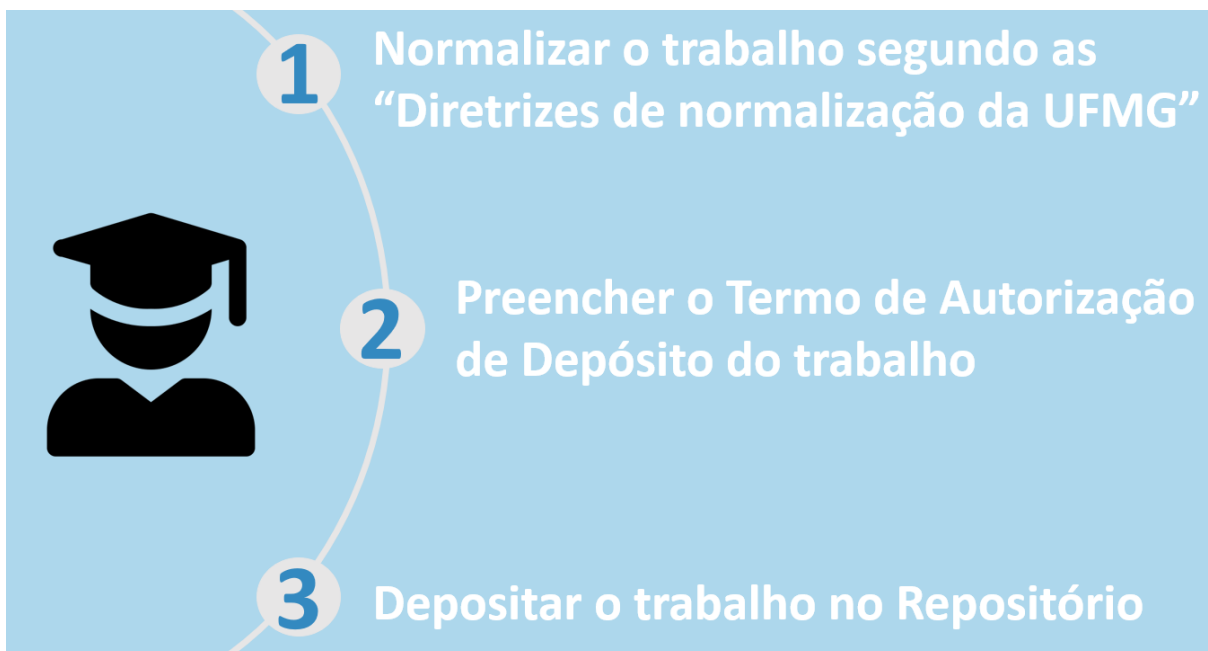 1
Normalizar o trabalho segundo as
“Diretrizes de normalização da UFMG”
2
Preencher o Termo de Autorização
de Depósito do trabalho
3
Depositar o trabalho no Repositório